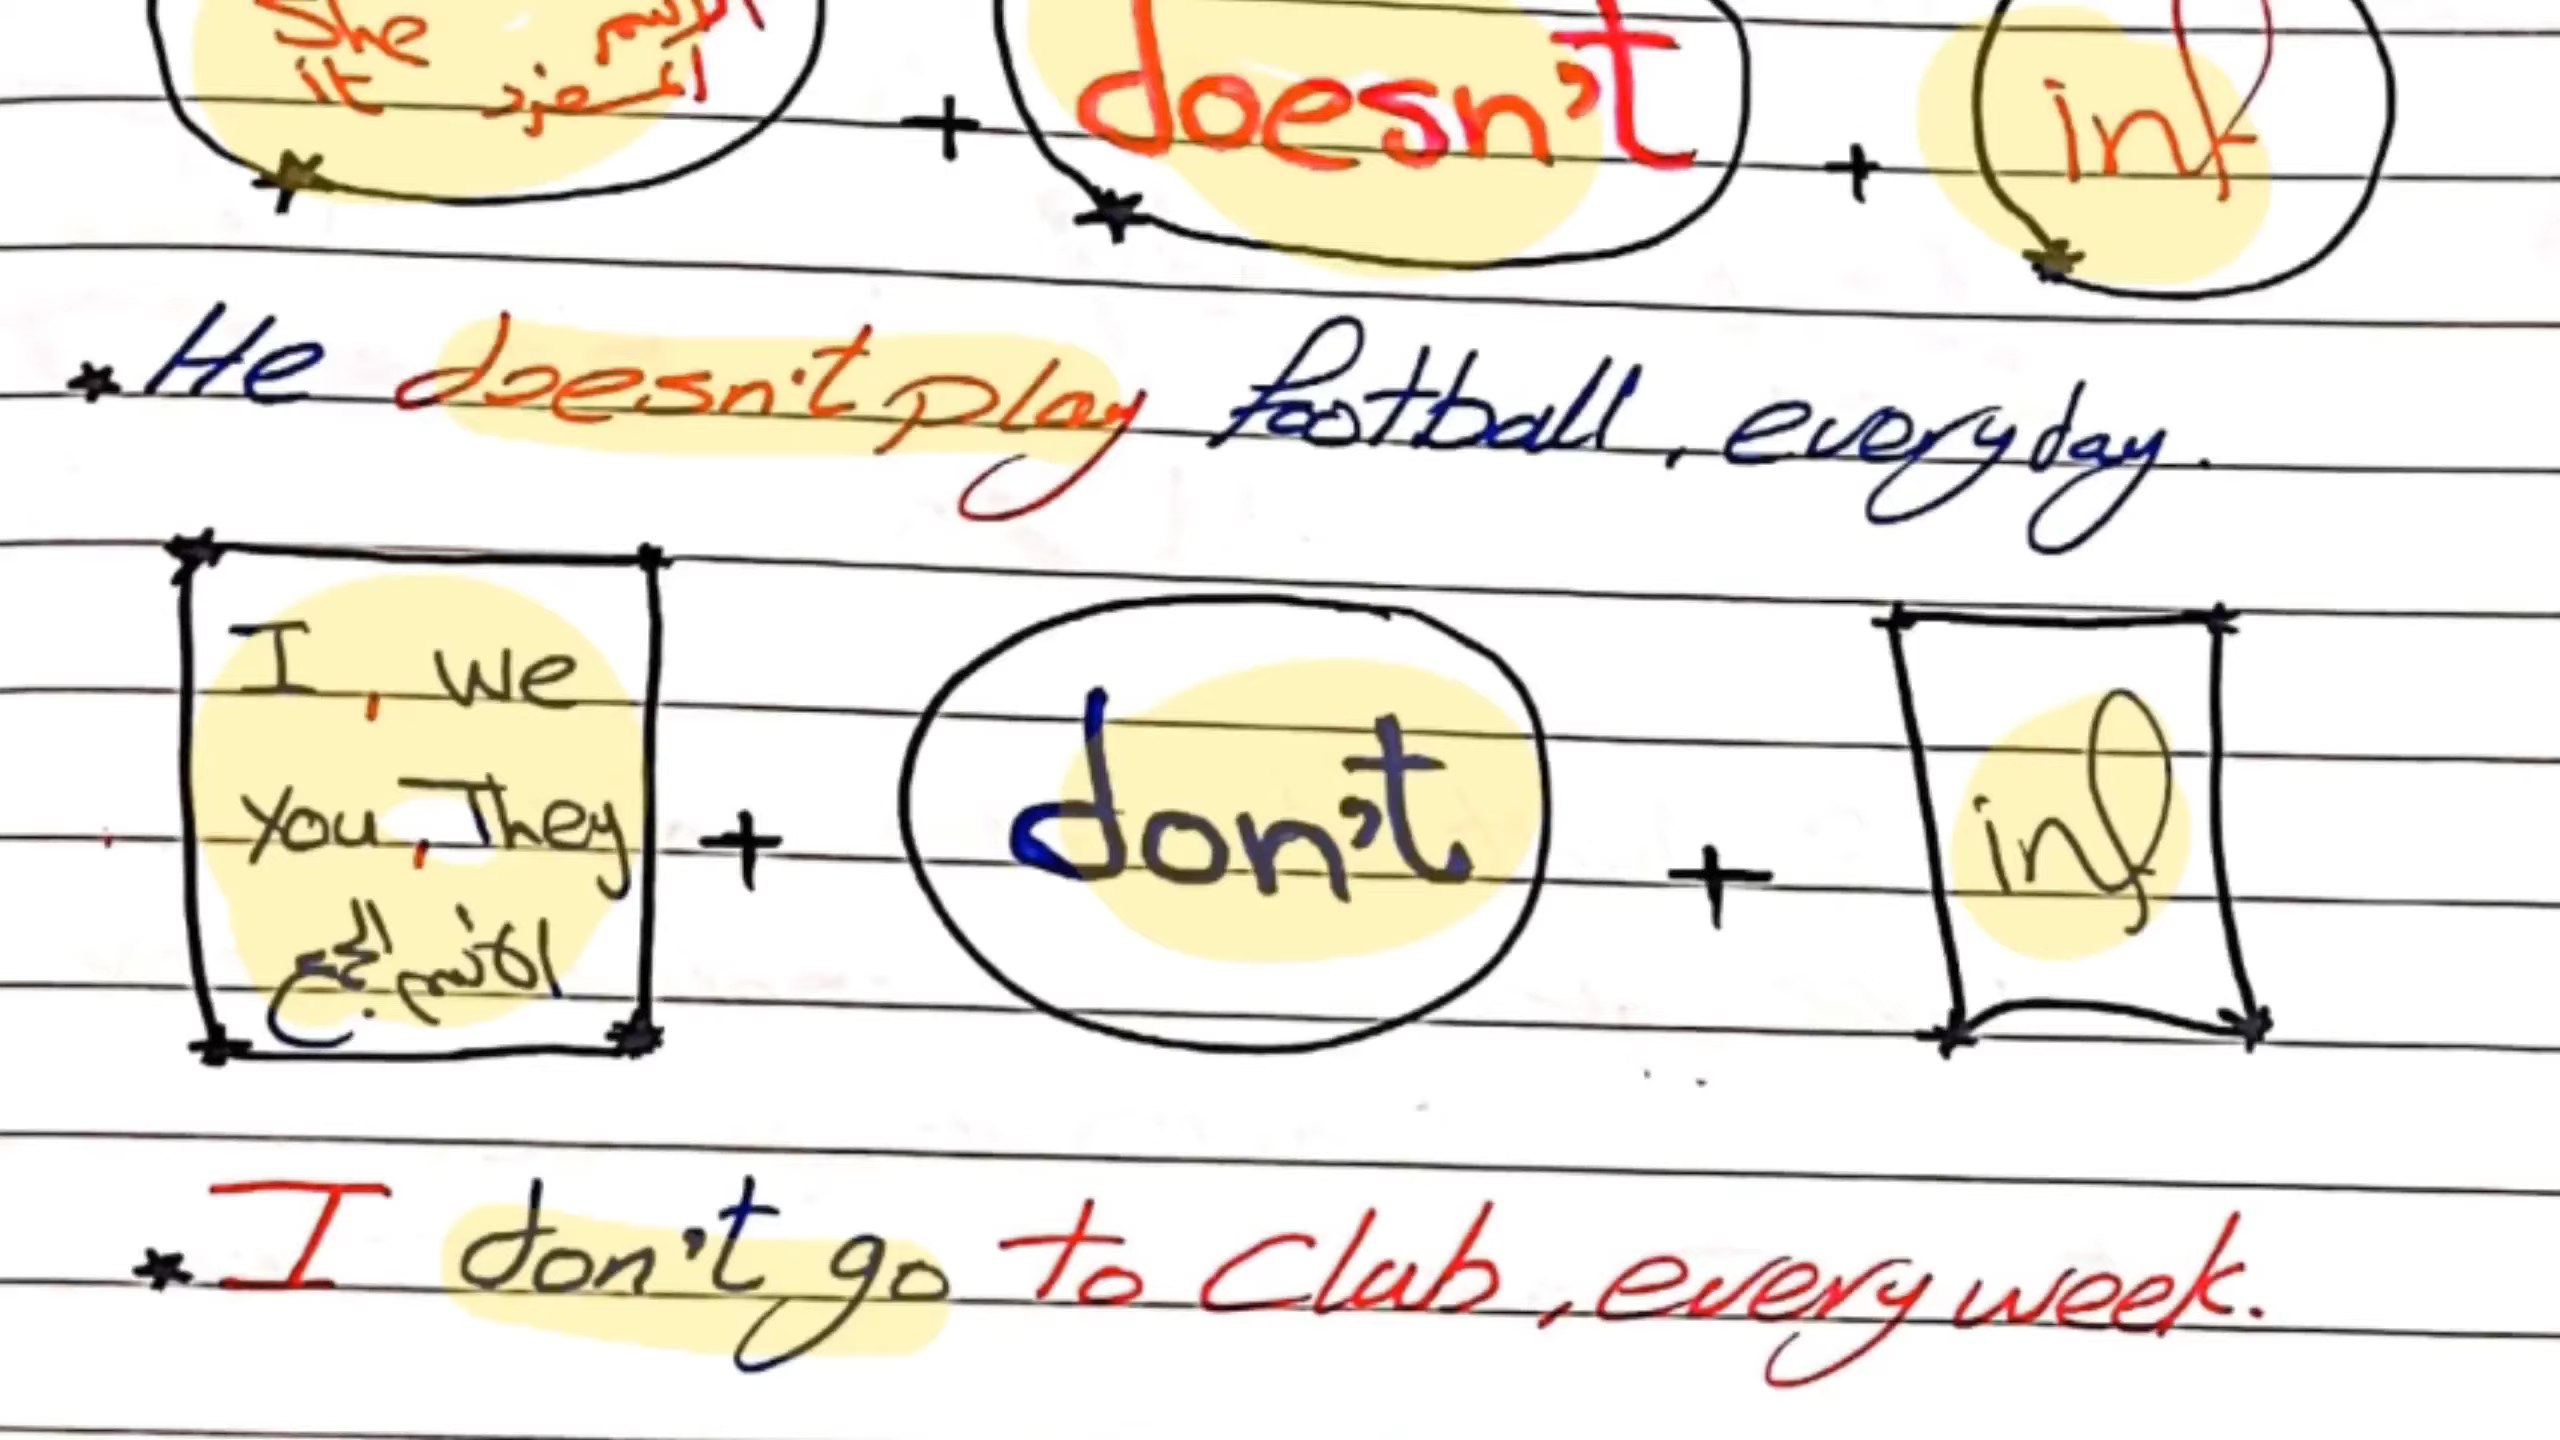 She الاسم
it المفرد
+ doesn't + inf
* He doesn't play football, everyday.
I, we
you, They + don't + inf
الاسم الجمع
* I don't go to Club, every week.